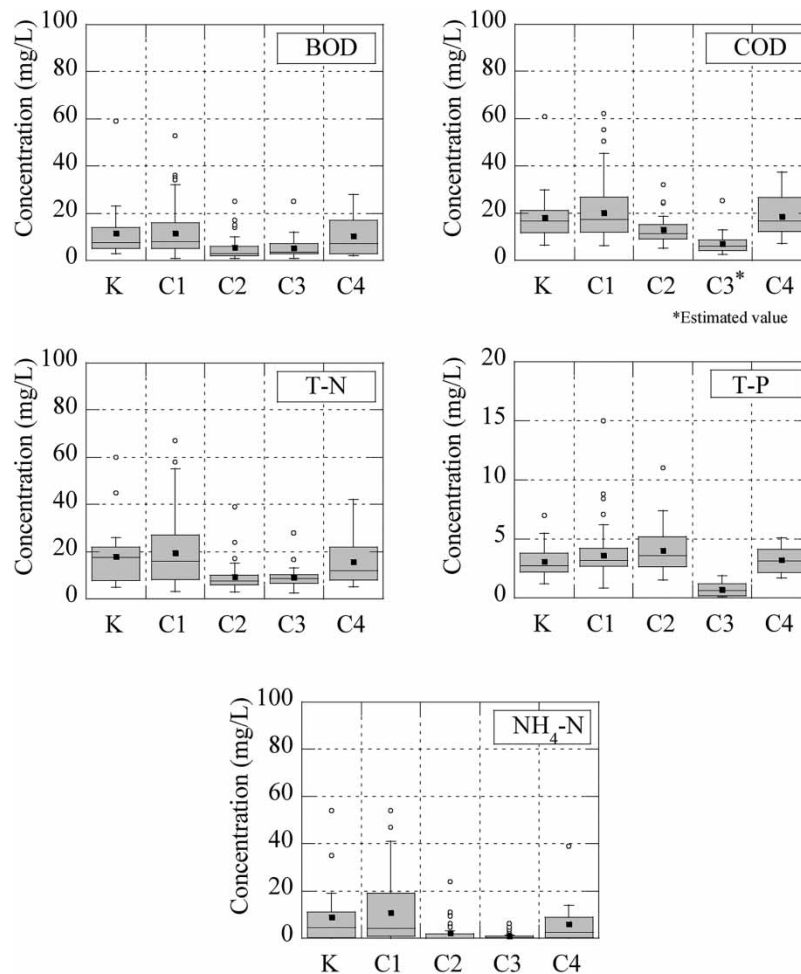 BOD
Concentration (mg/L)
100
80
60
40
20
0
K C1 C2 C3 C4
COD
Concentration (mg/L)
100
80
60
40
20
0
K C1 C2 C3* C4
*Estimated value
T-N
Concentration (mg/L)
100
80
60
40
20
0
K C1 C2 C3 C4
T-P
Concentration (mg/L)
20
15
10
5
0
K C1 C2 C3 C4
NH4-N
Concentration (mg/L)
100
80
60
40
20
0
K C1 C2 C3 C4